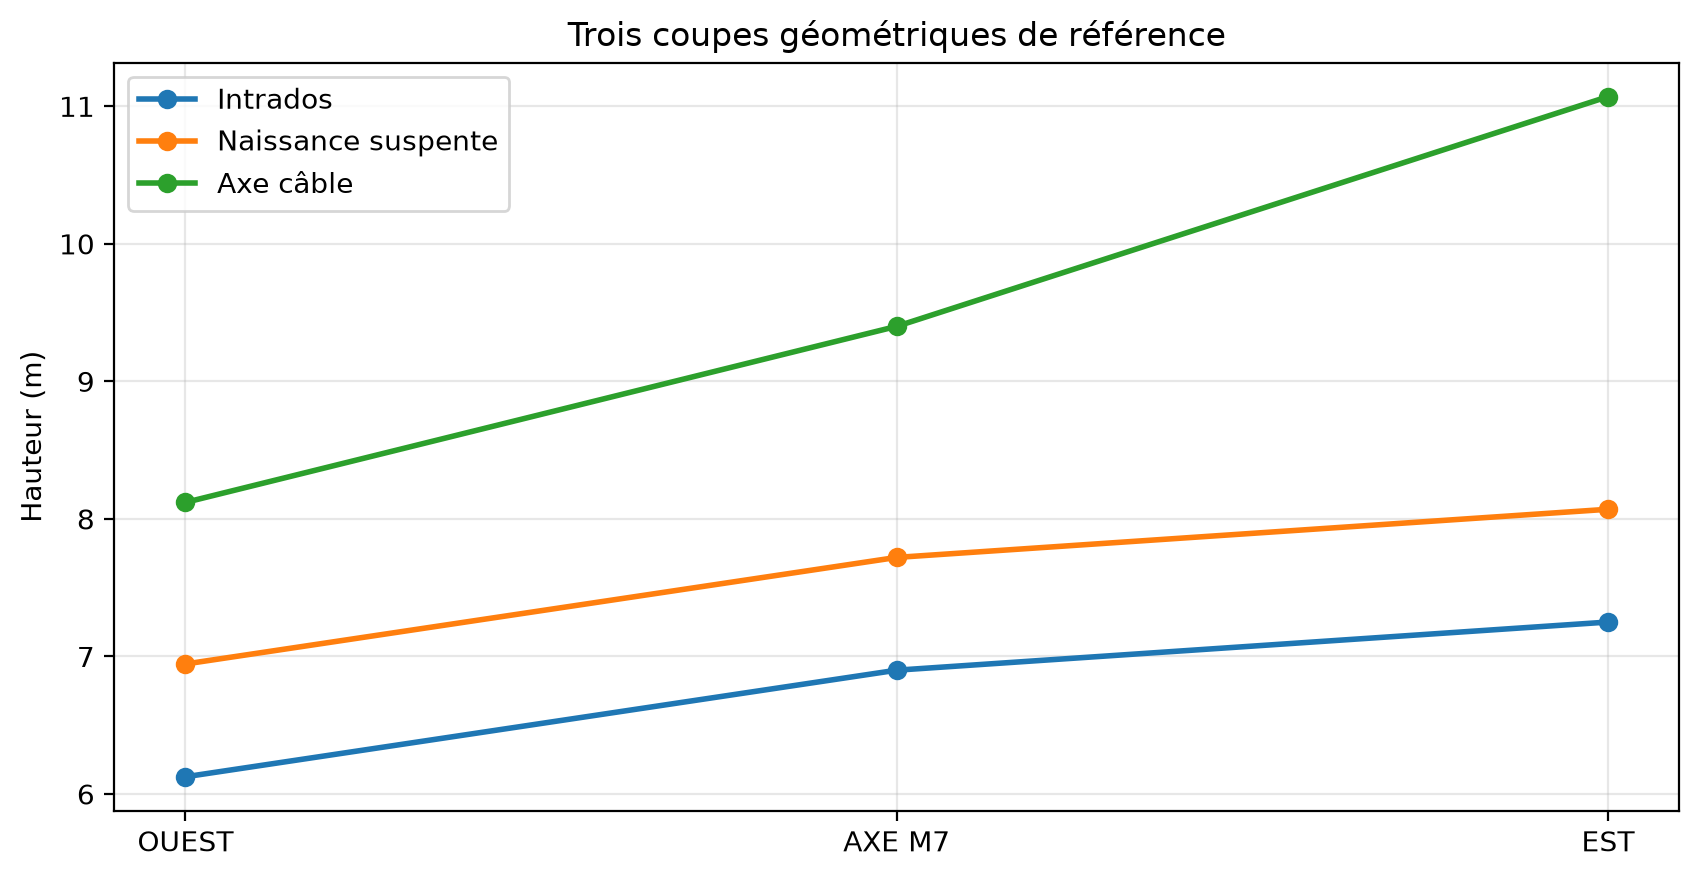 Trois coupes géométriques de référence
Intrados
Naissance suspente
Axe câble
Hauteur (m)
11
10
9
8
7
6
OUEST
AXE M7
EST